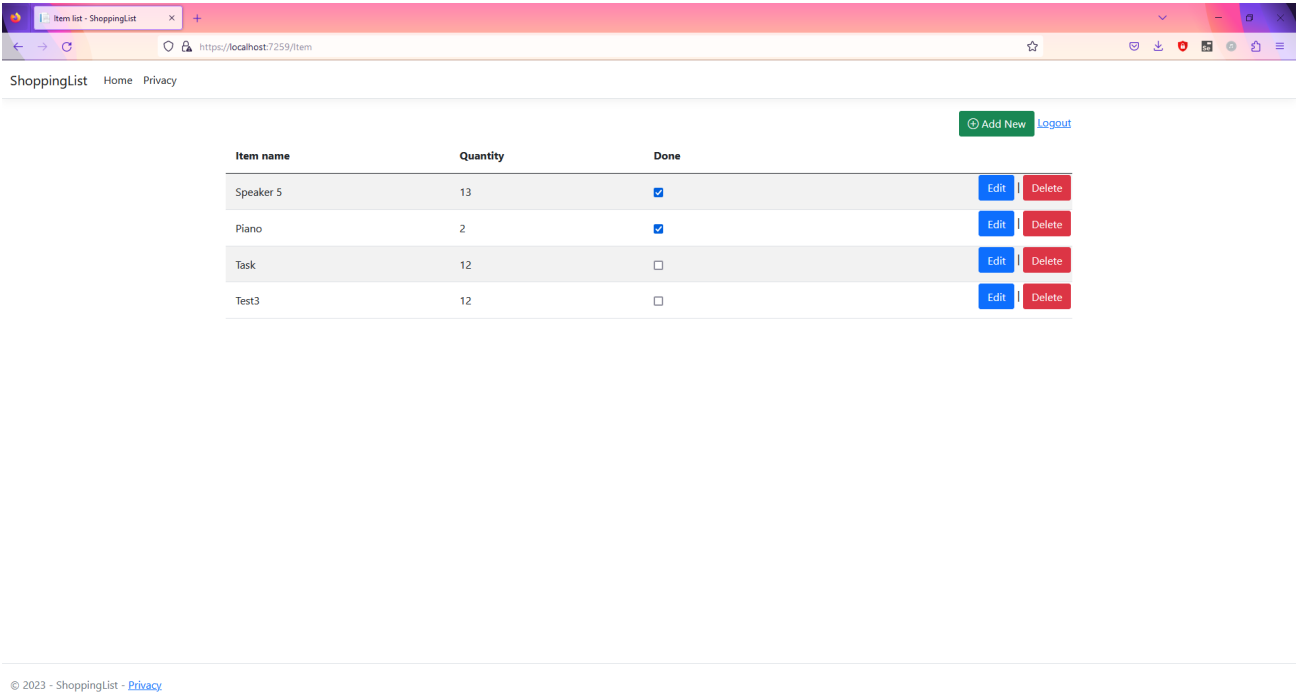 Item list - ShoppingList
https://localhost:7259/Item
ShoppingList Home Privacy
Add New Logout
Item name Quantity Done
Speaker 5 13 Edit | Delete
Piano 2 Edit | Delete
Task 12 Edit | Delete
Test3 12 Edit | Delete
© 2023 - ShoppingList - Privacy